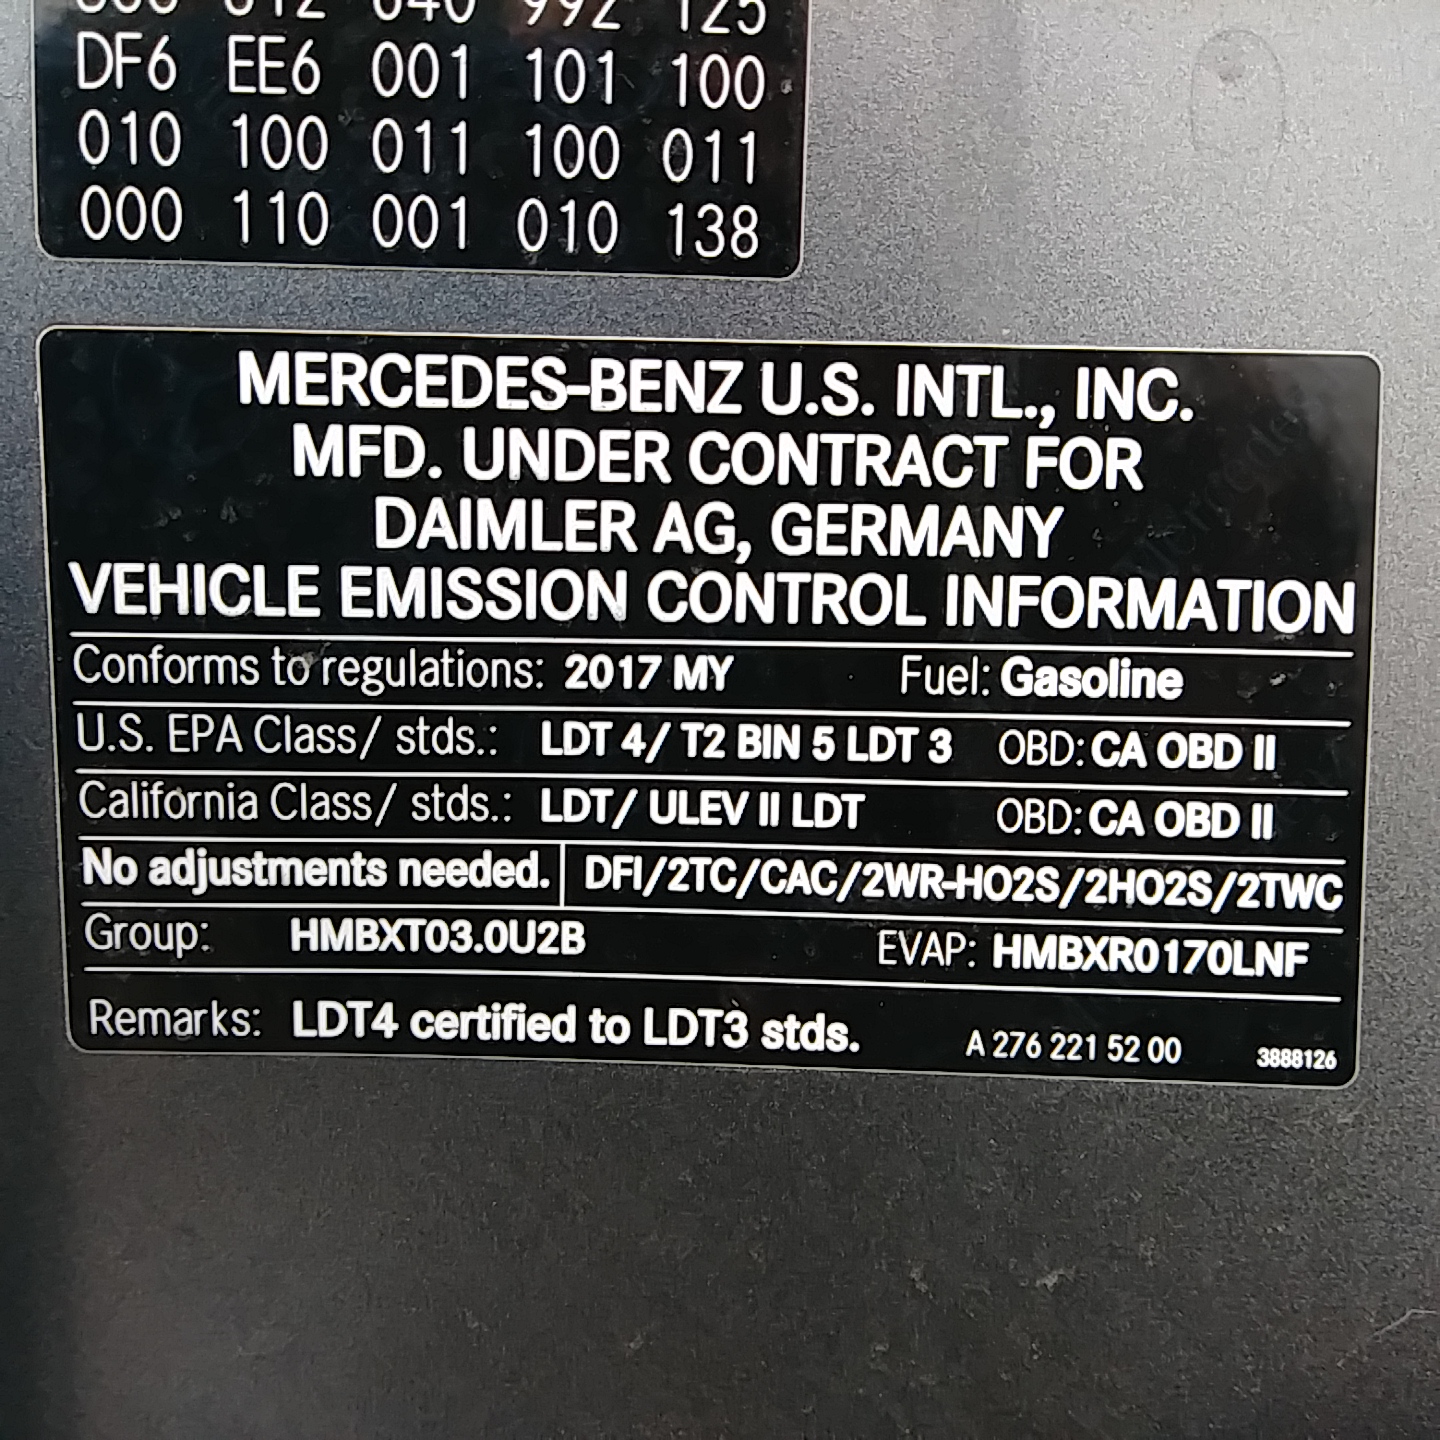 992 125
DF6 EE6 001 101 100
010 100 011 100 011
000 110 001 010 138
MERCEDES-BENZ U.S. INTL., INC.
MFD. UNDER CONTRACT FOR
DAIMLER AG, GERMANY
VEHICLE EMISSION CONTROL INFORMATION
Conforms to regulations: 2017 MY Fuel: Gasoline
U.S. EPA Class/ stds.: LDT 4/ T2 BIN 5 LDT 3 OBD: CA OBD II
California Class/ stds.: LDT/ ULEV II LDT OBD: CA OBD II
No adjustments needed. DFI/2TC/CAC/2WR-HO2S/2HO2S/2TWC
Group: HMBXT03.0U2B EVAP: HMBXR0170LNF
Remarks: LDT4 certified to LDT3 stds. A 276 221 52 00 3888126